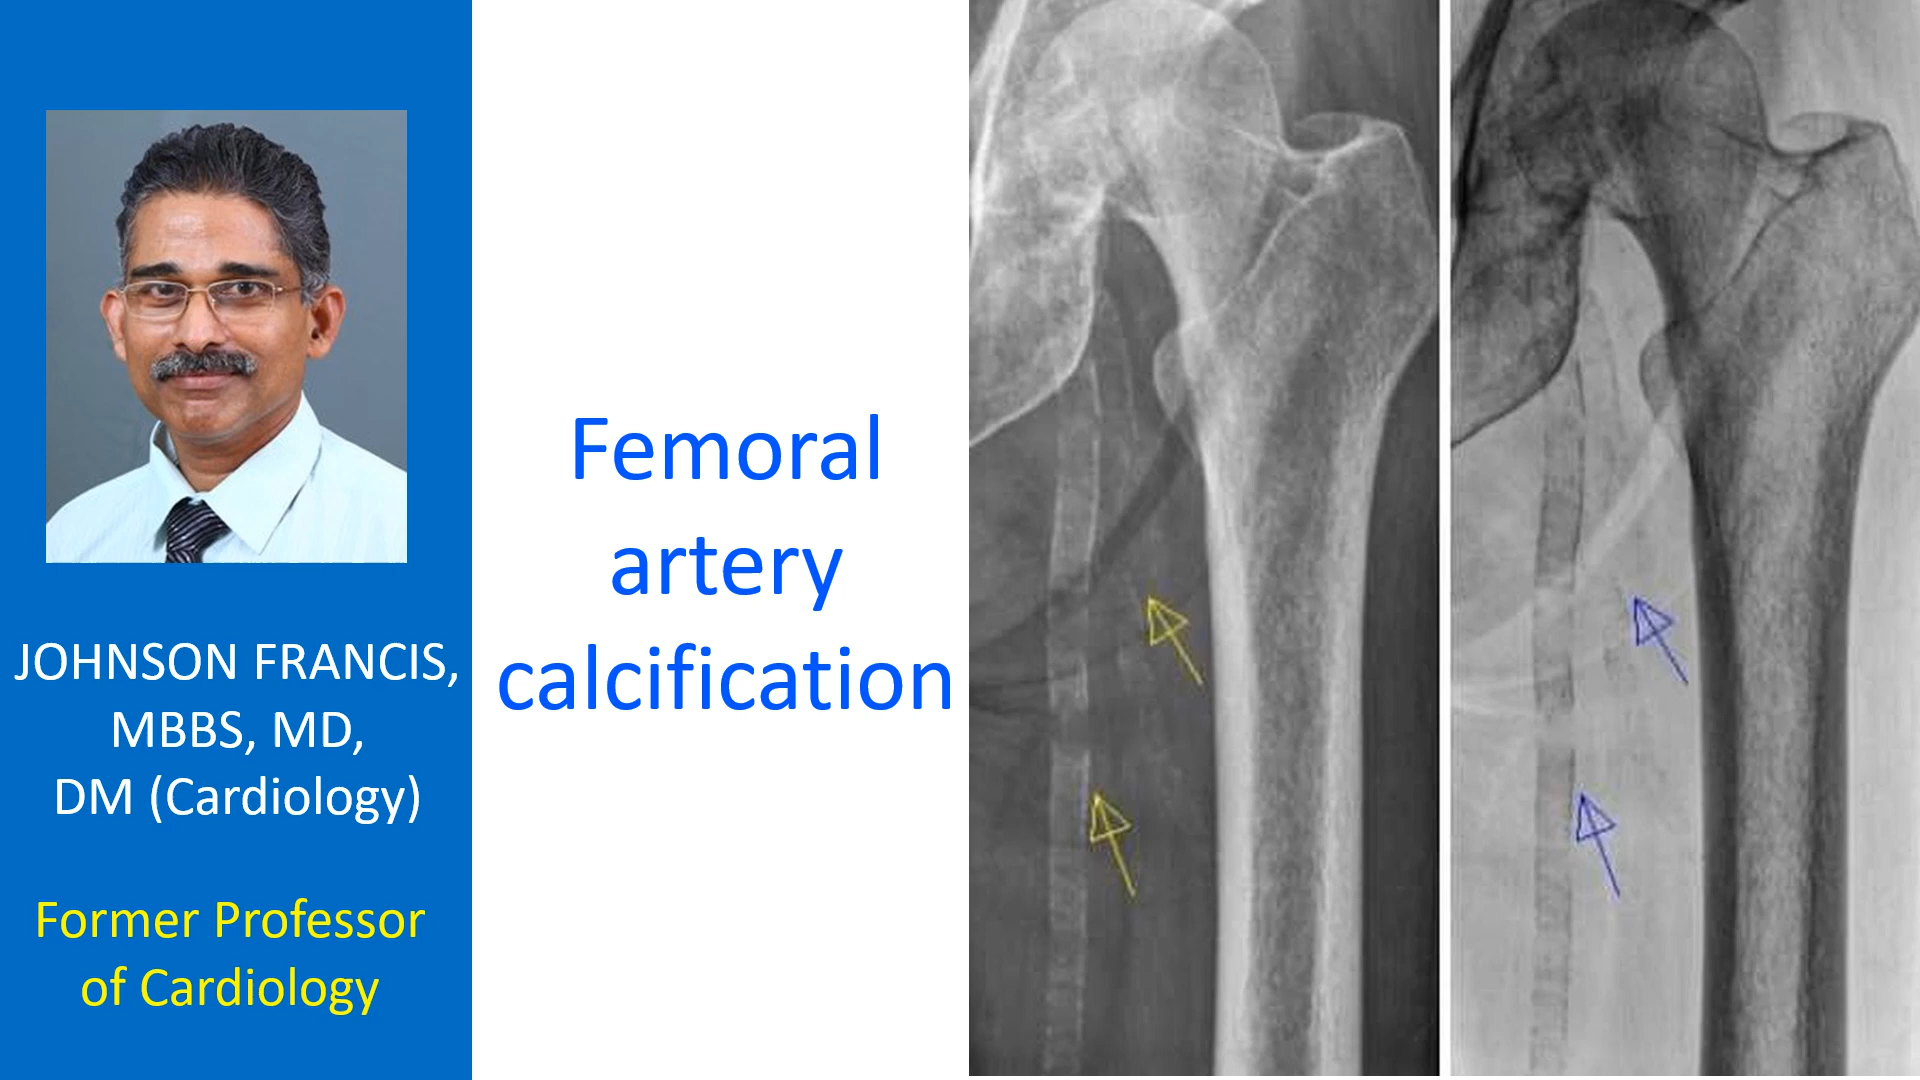 JOHNSON FRANCIS,
MBBS, MD,
DM (Cardiology)
Former Professor
of Cardiology
Femoral
artery
calcification